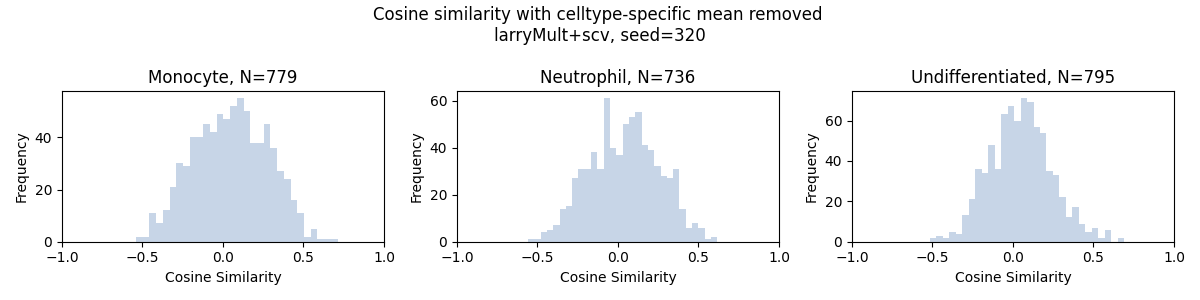 Cosine similarity with celltype-specific mean removed
larryMult+scv, seed=320
Monocyte, N=779
Neutrophil, N=736
Undifferentiated, N=795
Frequency
40
20
0
−1.0 −0.5 0.0 0.5 1.0
Cosine Similarity
Frequency
60
40
20
0
−1.0 −0.5 0.0 0.5 1.0
Cosine Similarity
Frequency
60
40
20
0
−1.0 −0.5 0.0 0.5 1.0
Cosine Similarity